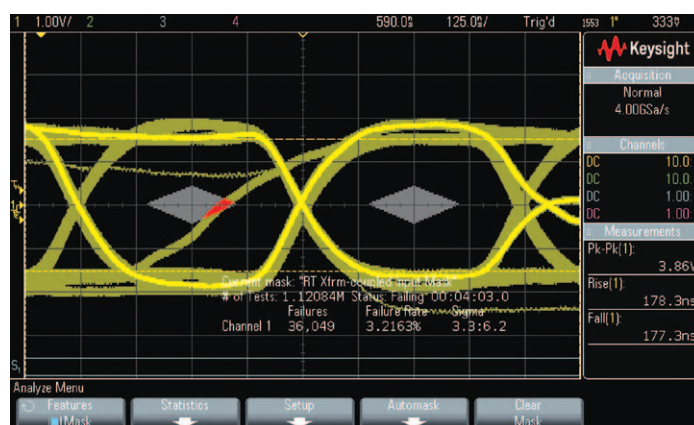 1 1.00V/ 2 3 4 590.0s 125.0s/ Trig'd 1553 1 333V
Keysight
Acquisition
Normal
4.00GSa/s
Channels
DC 10.0:
DC 10.0:
DC 1.00:
DC 1.00:
Measurements
Pk-Pk(1):
3.86V
Rise(1):
178.3ns
Fall(1):
177.3ns
Current mask: "RT Xfrm-coupled Input Mask"
# of Tests: 1.12084M Status: Failing 00:04:03.0
Failures Failure Rate Sigma
Channel 1 36,049 3.2163% 3.3:6.2
S1
Analyze Menu
Features Statistics Setup Automask Clear
Mask Mask